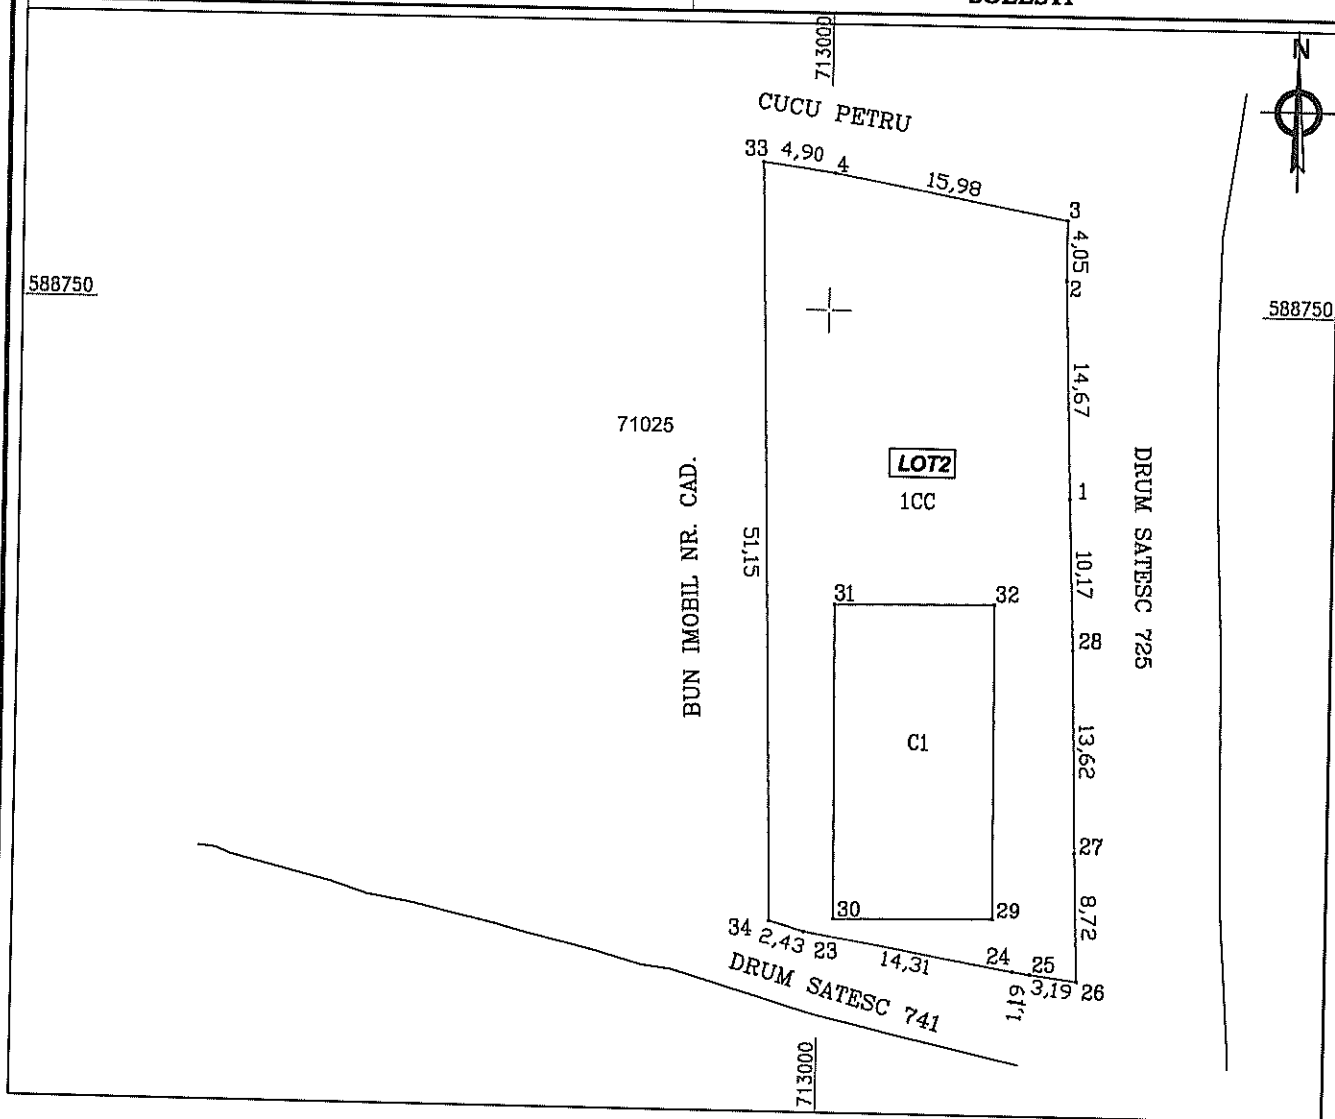 713000
N
CUCU PETRU
33 4,90 4
15,98
3
4,05
2
588750
588750
14,67
71025
LOT2
1CC
1
BUN IMOBIL NR. CAD.
51,15
DRUM SATESC 725
10,17
31
32
28
C1
13,62
27
30
29
8,72
34 2,43 23
14,31
24
25
1,19
3,19
26
DRUM SATESC 741
713000